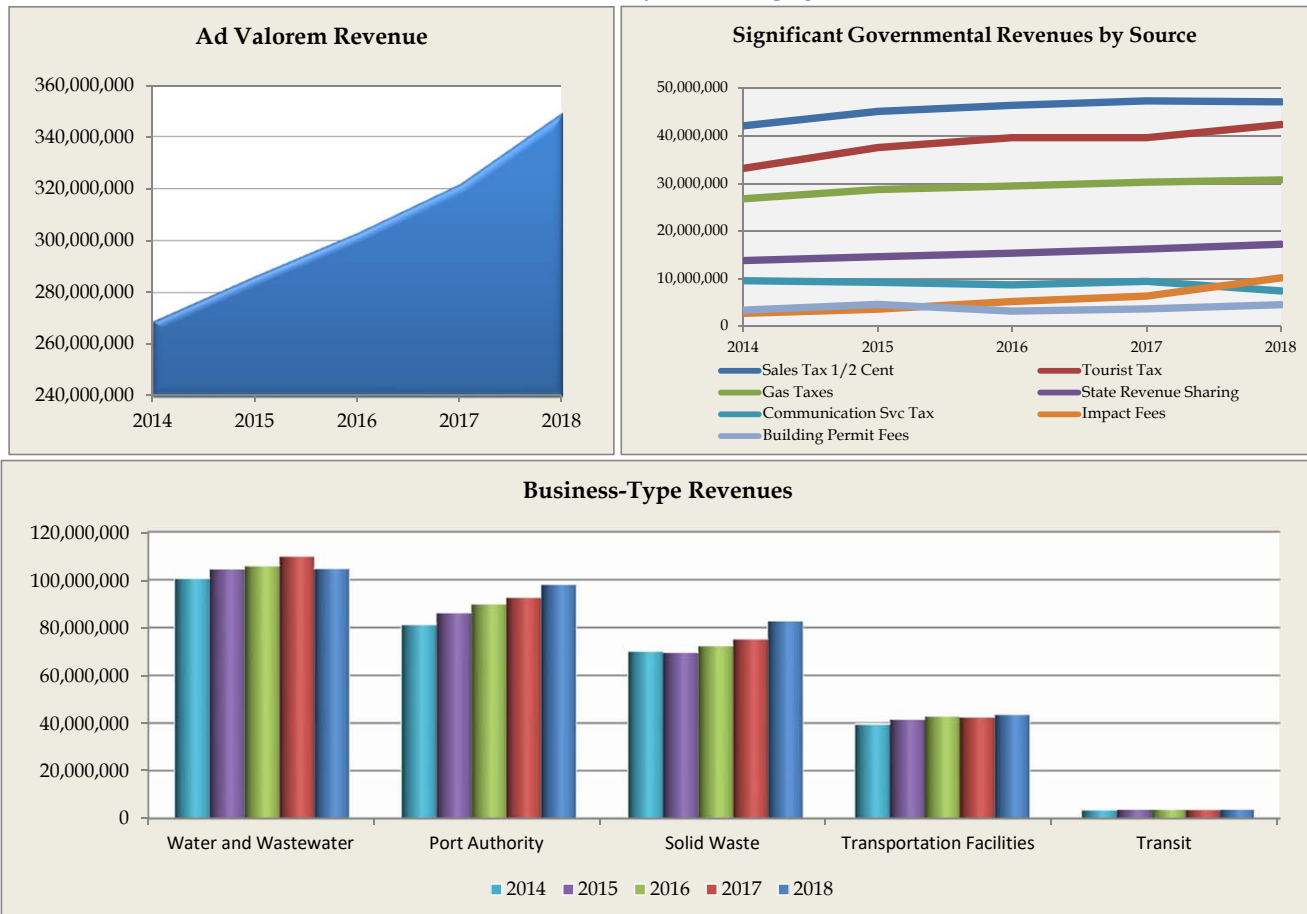 Ad Valorem Revenue
360,000,000
340,000,000
320,000,000
300,000,000
280,000,000
260,000,000
240,000,000
2014 2015 2016 2017 2018
Significant Governmental Revenues by Source
50,000,000
40,000,000
30,000,000
20,000,000
10,000,000
0
2014 2015 2016 2017 2018
Sales Tax 1/2 Cent Tourist Tax
Gas Taxes State Revenue Sharing
Communication Svc Tax Impact Fees
Building Permit Fees
Business-Type Revenues
120,000,000
100,000,000
80,000,000
60,000,000
40,000,000
20,000,000
0
Water and Wastewater Port Authority Solid Waste Transportation Facilities Transit
2014 2015 2016 2017 2018